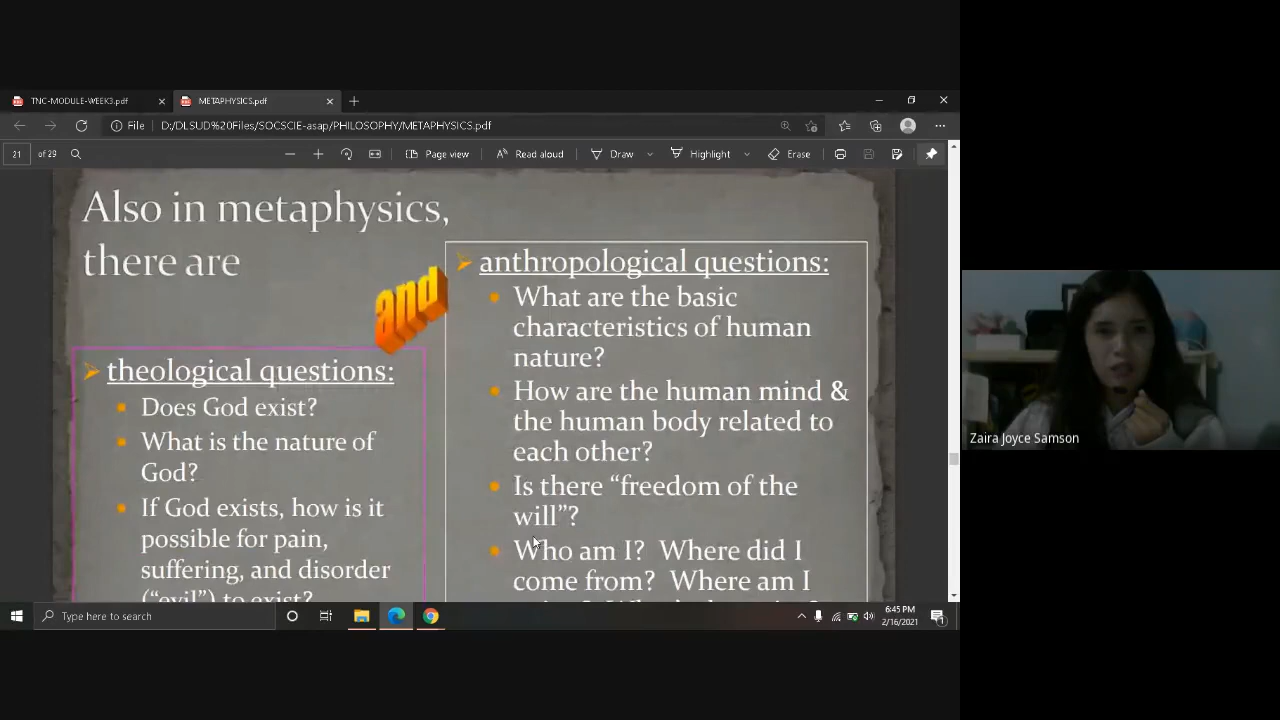 TNC-MODULE-WEEK3.pdf
METAPHYSICS.pdf
File
D:/DLSUD%20Files/SOCSCIE-asap/PHILOSOPHY/METAPHYSICS.pdf
21
of 29
Page view
Read aloud
Draw
Highlight
Erase
Also in metaphysics,
there are
and
theological questions:
Does God exist?
What is the nature of
God?
If God exists, how is it
possible for pain,
suffering, and disorder
("evil") to exist?
anthropological questions:
What are the basic
characteristics of human
nature?
How are the human mind &
the human body related to
each other?
Is there “freedom of the
will”?
Who am I? Where did I
come from? Where am I
Zaira Joyce Samson
Type here to search
6:45 PM
2/16/2021